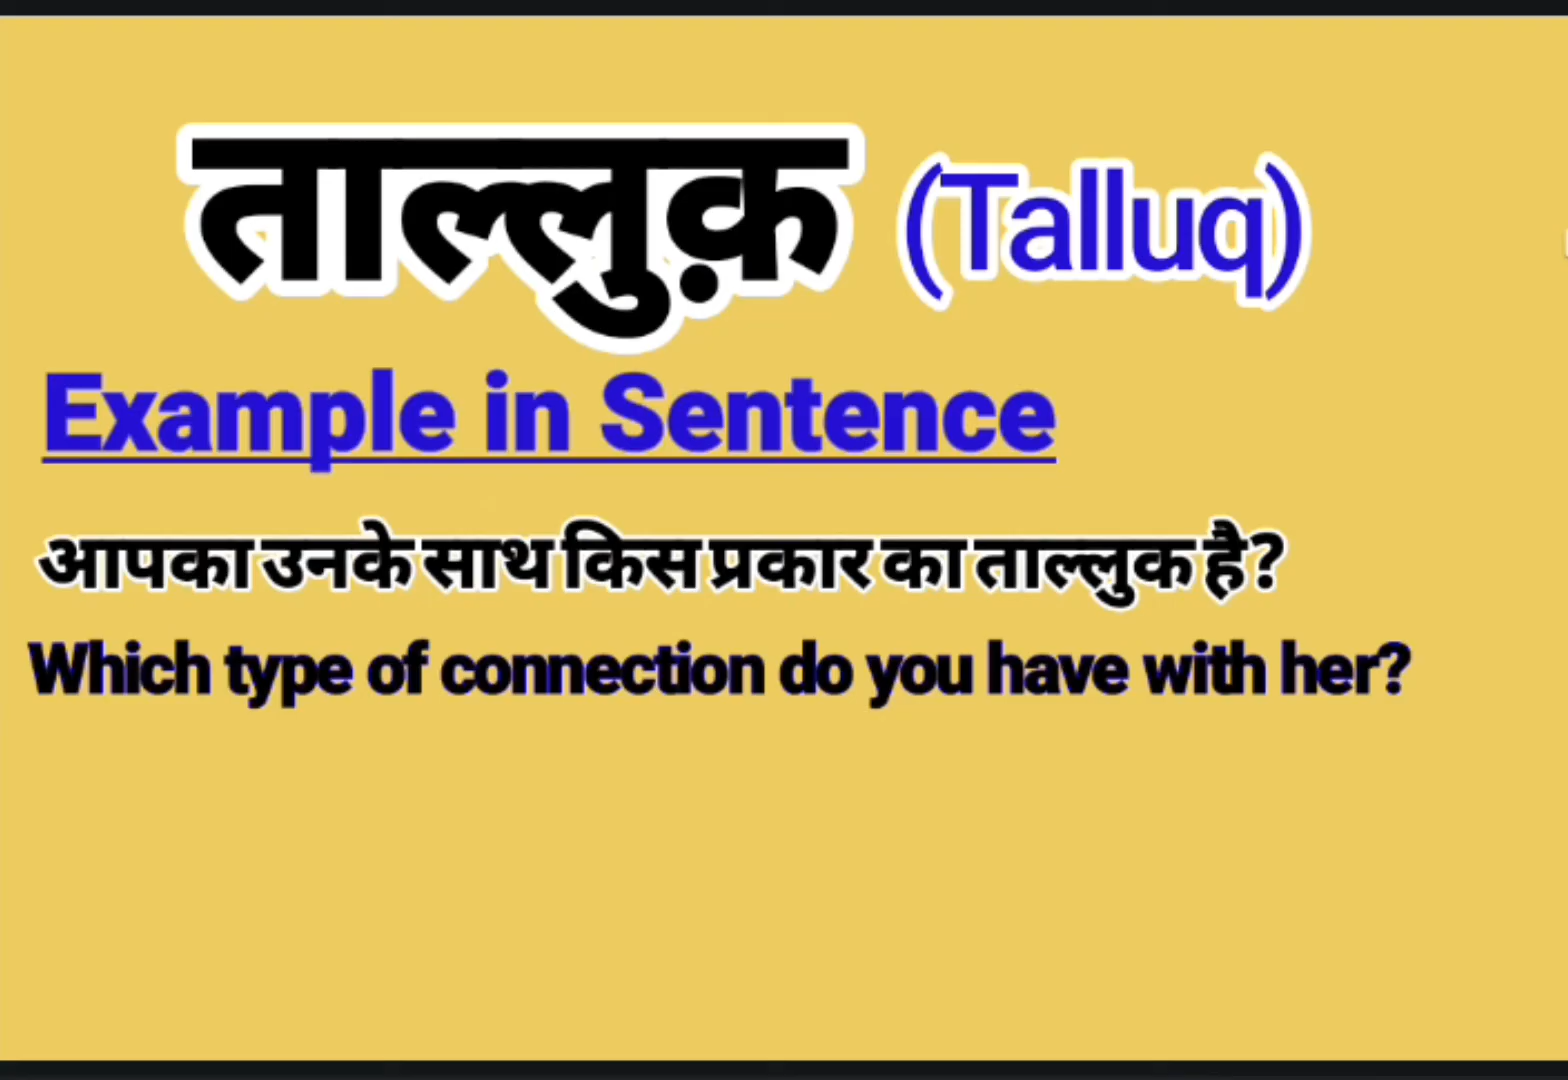 ताल्लुक़ (Talluq)
Example in Sentence
आपका उनके साथ किस प्रकार का ताल्लुक है?
Which type of connection do you have with her?